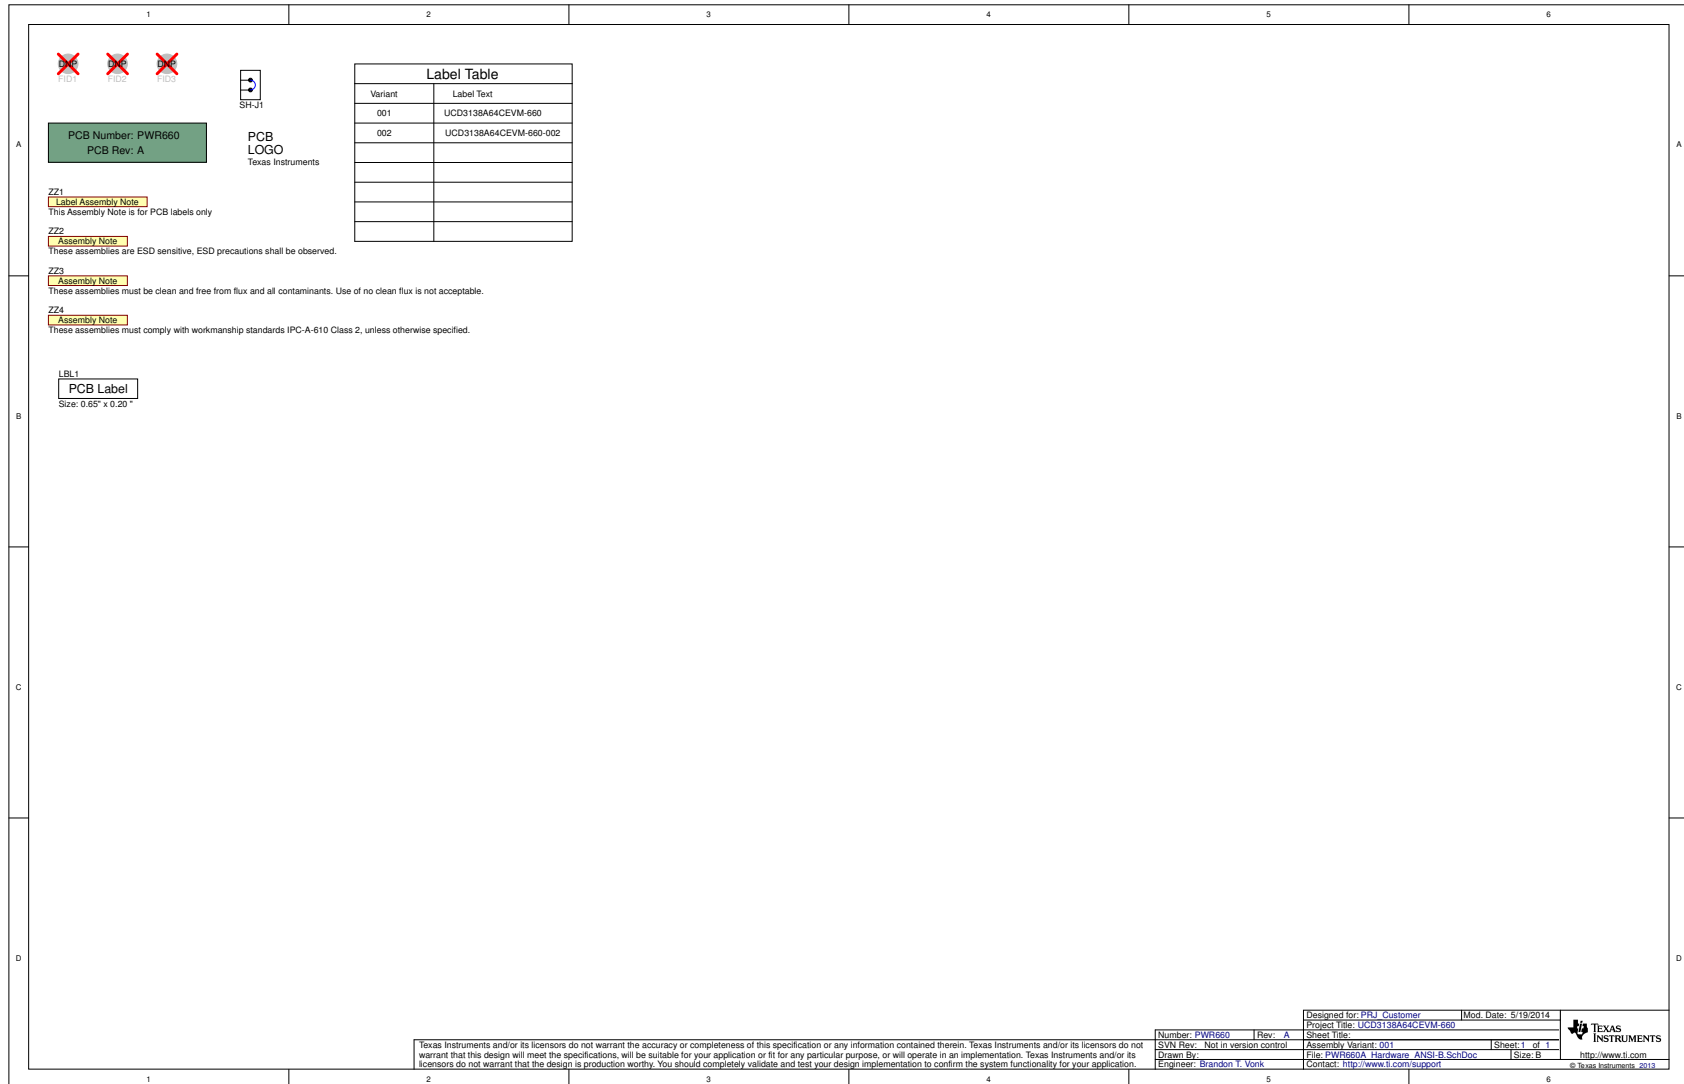 1 2 3 4 5 6
DNP DNP DNP
FID1 FID2 FID3
SH-J1
Label Table
Variant Label Text
001 UCD3138A64CEVM-660
002 UCD3138A64CEVM-660-002
PCB Number: PWR660
PCB Rev: A
PCB
LOGO
Texas Instruments
A A
ZZ1
Label Assembly Note
This Assembly Note is for PCB labels only
ZZ2
Assembly Note
These assemblies are ESD sensitive, ESD precautions shall be observed.
ZZ3
Assembly Note
These assemblies must be clean and free from flux and all contaminants. Use of no clean flux is not acceptable.
ZZ4
Assembly Note
These assemblies must comply with workmanship standards IPC-A-610 Class 2, unless otherwise specified.
LBL1
PCB Label
Size: 0.65" x 0.20 "
B B
C C
D D
Texas Instruments and/or its licensors do not warrant the accuracy or completeness of this specification or any information contained therein. Texas Instruments and/or its licensors do not
warrant that this design will meet the specifications, will be suitable for your application or fit for any particular purpose, or will operate in an implementation. Texas Instruments and/or its
licensors do not warrant that the design is production worthy. You should completely validate and test your design implementation to confirm the system functionality for your application.
Designed for: PRJ_Customer Mod. Date: 5/19/2014
Project Title: UCD3138A64CEVM-660
Number: PWR660 Rev: A Sheet Title:
SVN Rev: Not in version control Assembly Variant: 001 Sheet: 1 of 1
Drawn By: File: PWR660A_Hardware_ANSI-B.SchDoc Size: B
Engineer: Brandon T. Vonk Contact: http://www.ti.com/support
TEXAS
INSTRUMENTS
http://www.ti.com
© Texas Instruments 2013
1 2 3 4 5 6